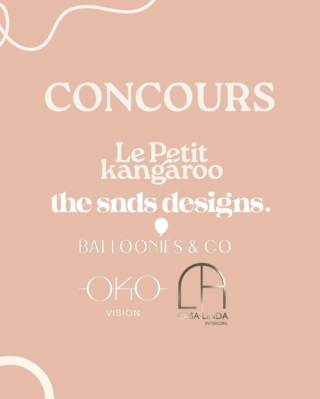 CONCOURS
Le Petit
kangaroo
the snds designs.
BALLOONIES & CO
OKO
VISION
CASA LINDA
INTERIORS